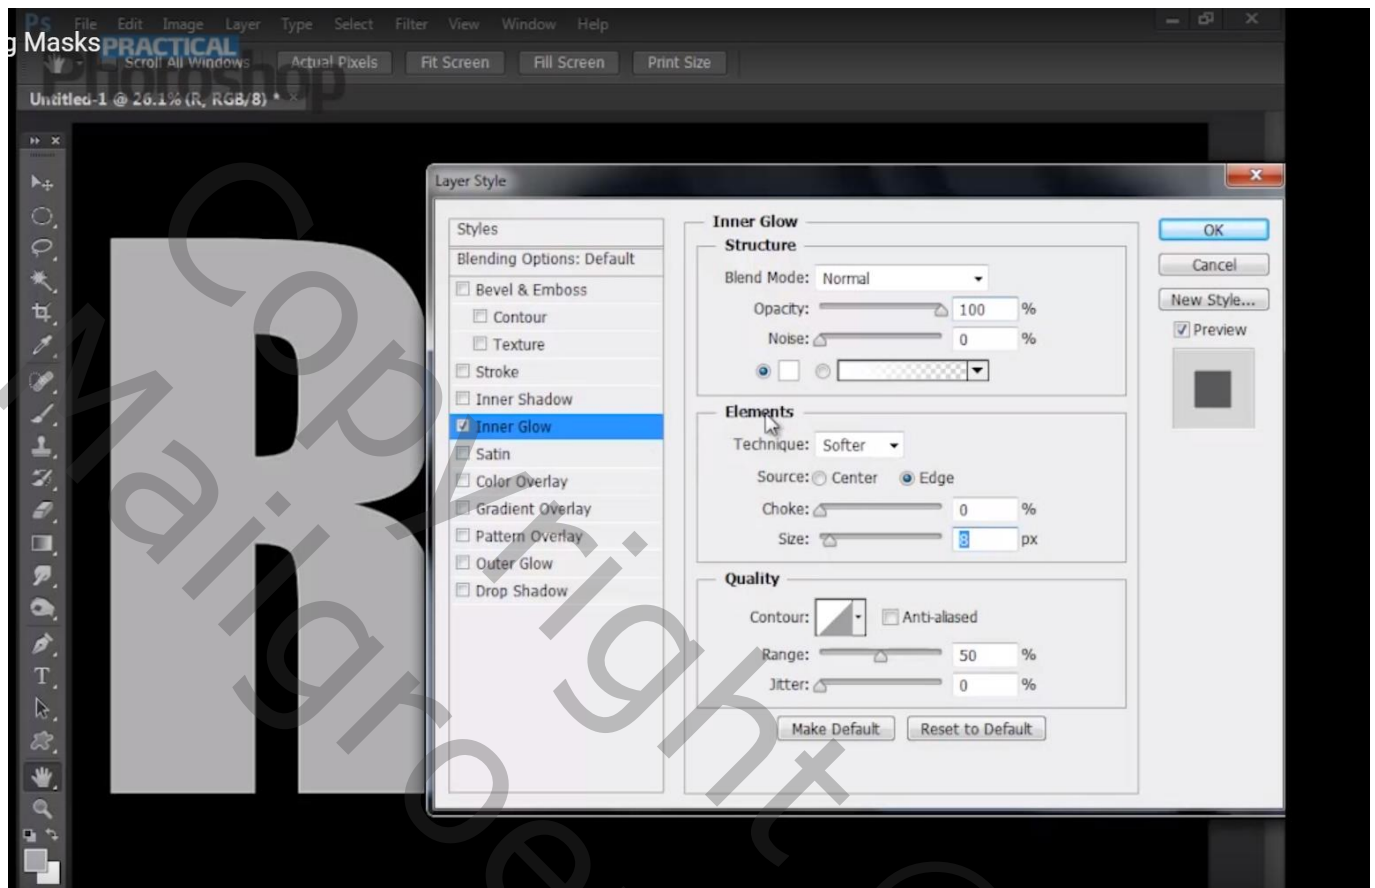 Ps File Edit Image Layer Type Select Filter View Window Help
g Masks
PRACTICAL
Photoshop
Scroll All Windows Actual Pixels Fit Screen Fill Screen Print Size
Untitled-1 @ 26.1% (R, RGB/8) *
R
Layer Style
Styles
Blending Options: Default
Bevel & Emboss
Contour
Texture
Stroke
Inner Shadow
Inner Glow
Satin
Color Overlay
Gradient Overlay
Pattern Overlay
Outer Glow
Drop Shadow
Inner Glow
Structure
Blend Mode: Normal
Opacity: 100 %
Noise: 0 %
Elements
Technique: Softer
Source: Center Edge
Choke: 0 %
Size: 8 px
Quality
Contour: Anti-aliased
Range: 50 %
Jitter: 0 %
Make Default Reset to Default
OK
Cancel
New Style...
Preview
T
Copyright